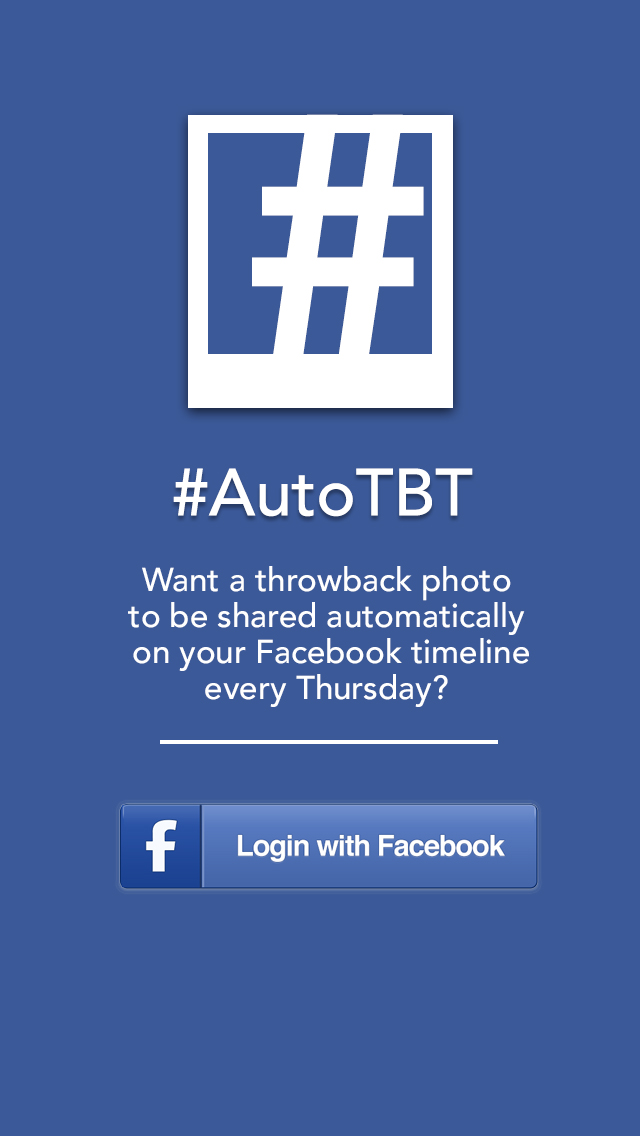 #
#AutoTBT
Want a throwback photo
to be shared automatically
on your Facebook timeline
every Thursday?
f Login with Facebook